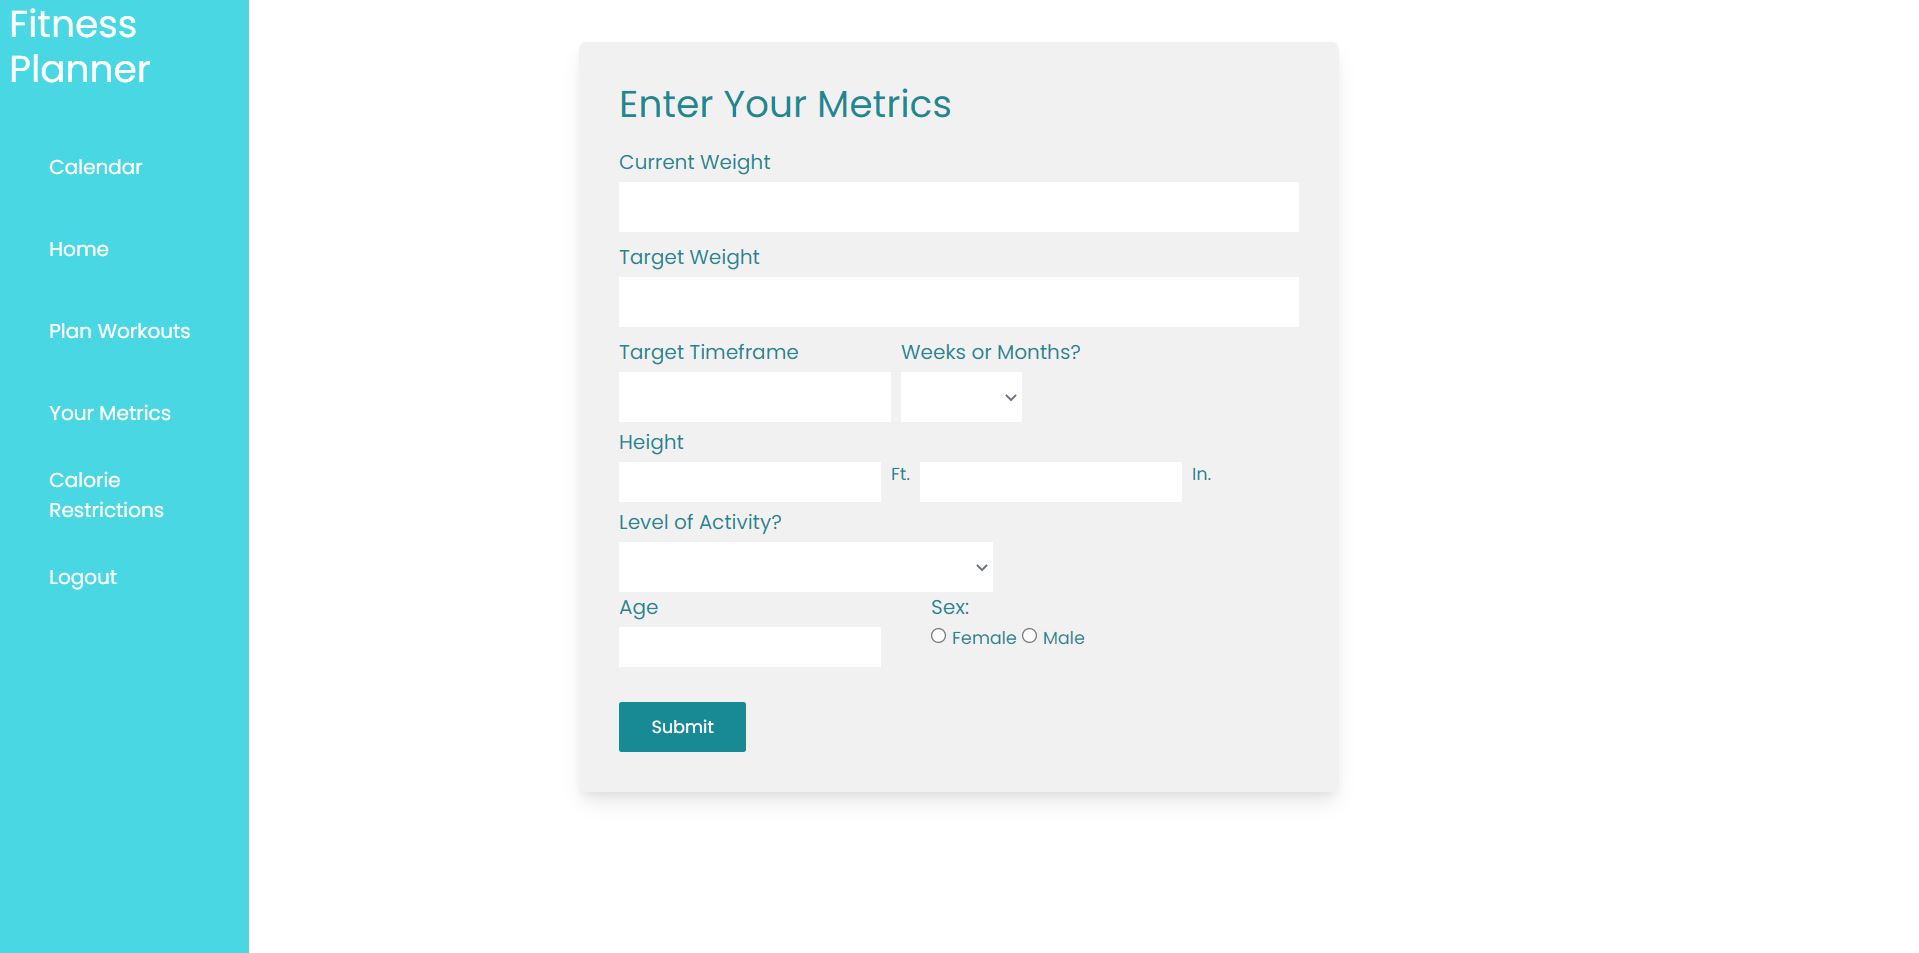 Fitness
Planner
Calendar
Home
Plan Workouts
Your Metrics
Calorie
Restrictions
Logout
Enter Your Metrics
Current Weight
Target Weight
Target Timeframe Weeks or Months?
Height
Ft. In.
Level of Activity?
Age Sex:
Female Male
Submit